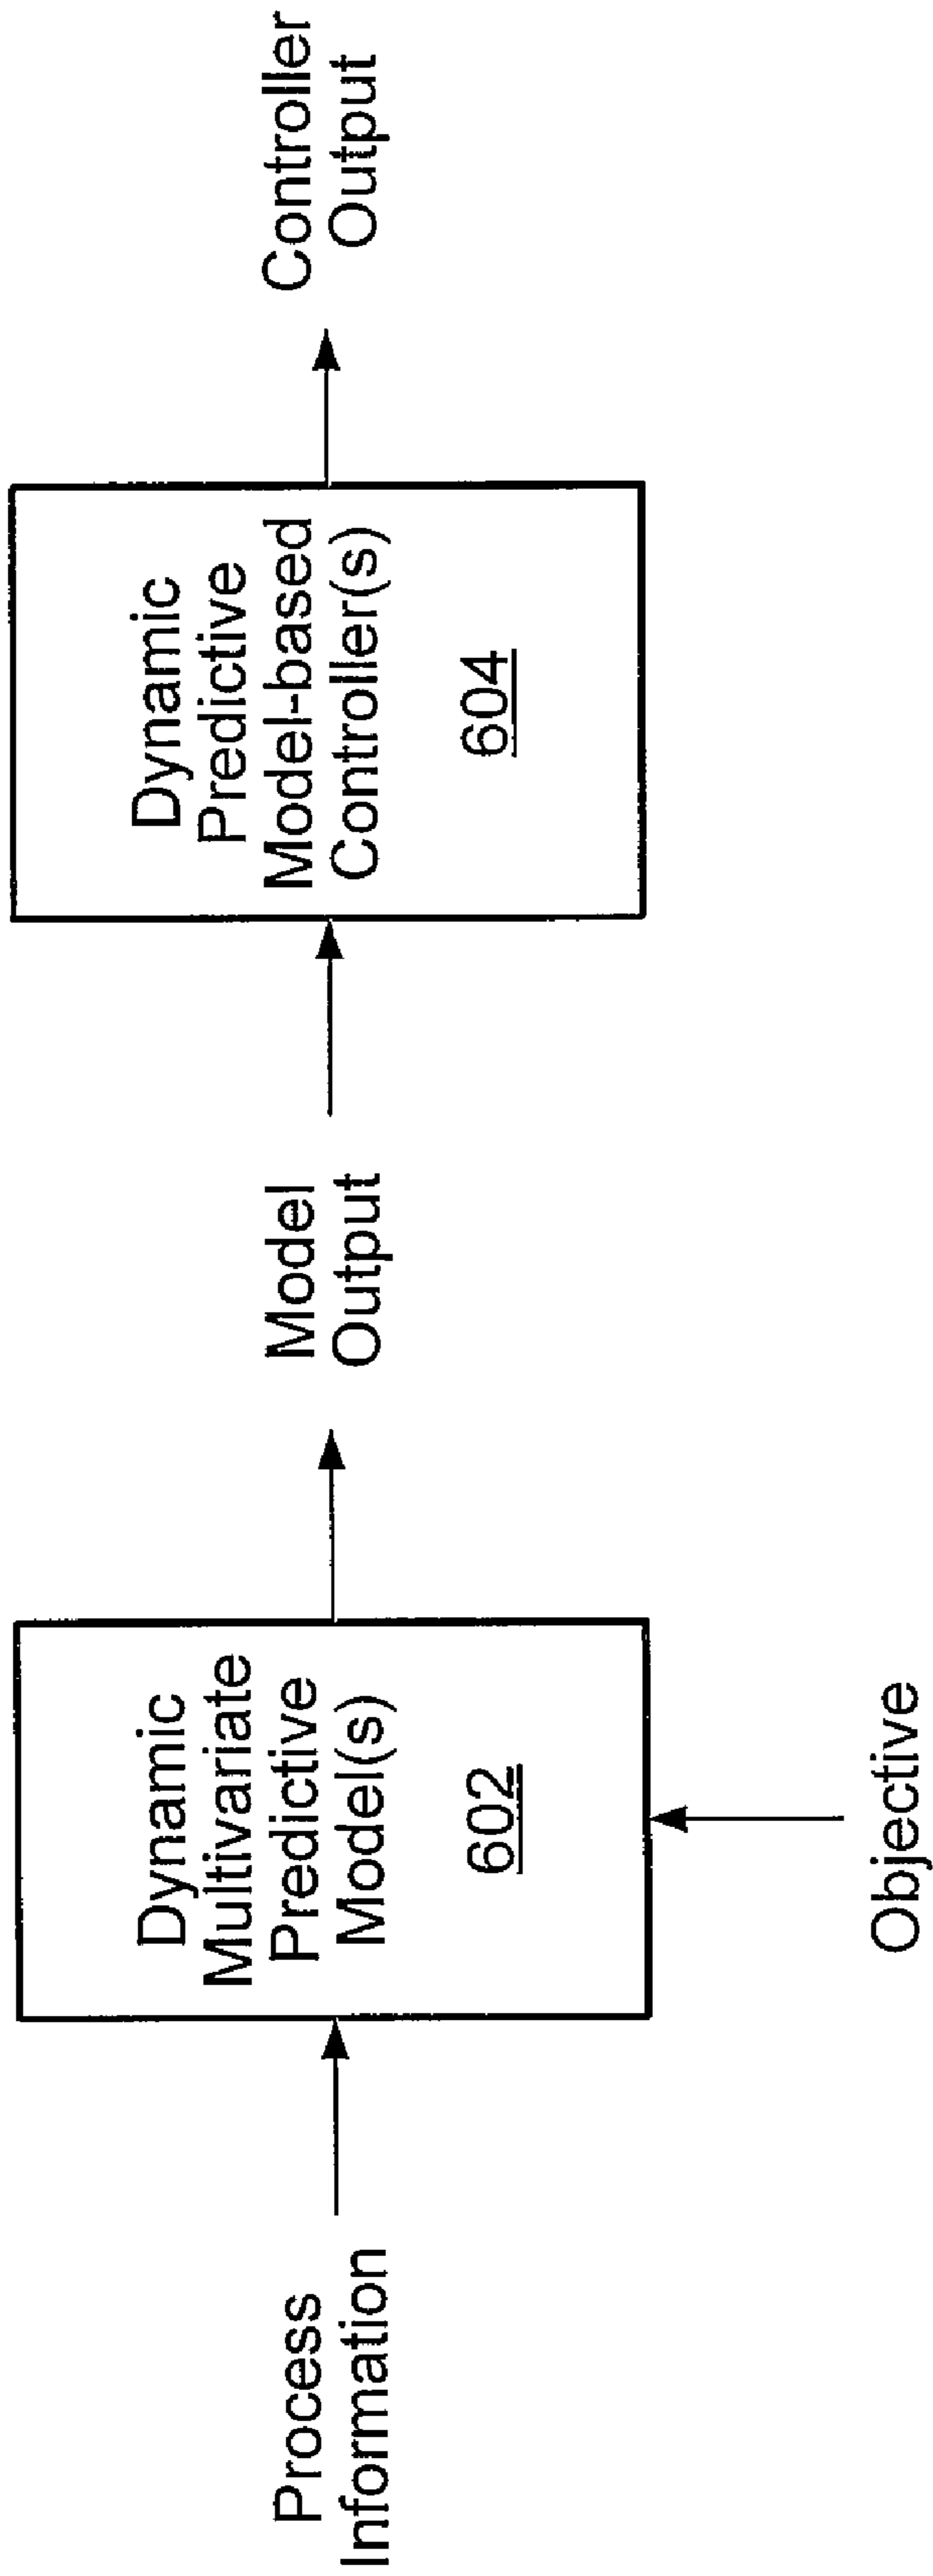 Process
Information
Dynamic
Multivariate
Predictive
Model(s)
602
Objective
Model
Output
Dynamic
Predictive
Model-based
Controller(s)
604
Controller
Output